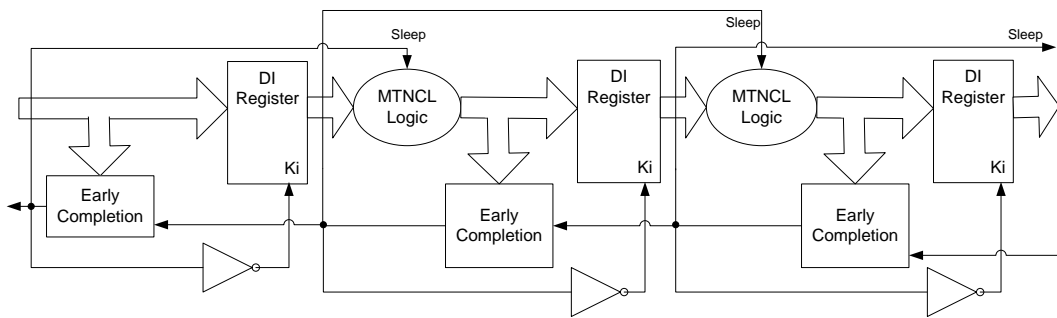 Sleep
Sleep
Sleep
DI
Register
Ki
MTNCL
Logic
DI
Register
Ki
MTNCL
Logic
DI
Register
Ki
Early
Completion
Early
Completion
Early
Completion